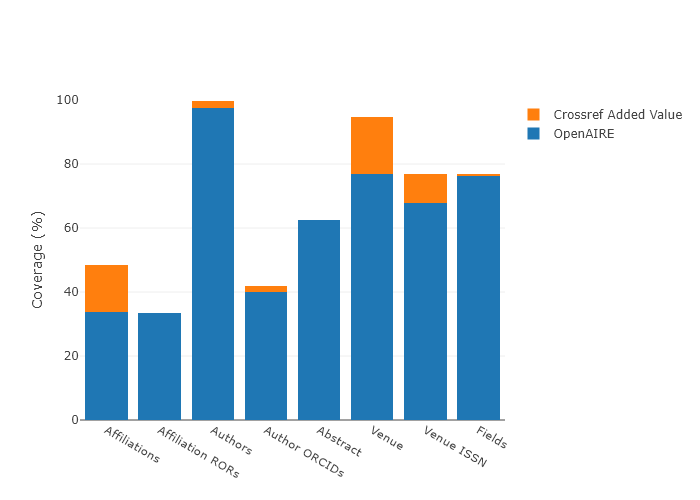 100
80
60
40
20
0
Coverage (%)
Affiliations
Affiliation RORs
Authors
Author ORCIDs
Abstract
Venue
Venue ISSN
Fields
Crossref Added Value
OpenAIRE